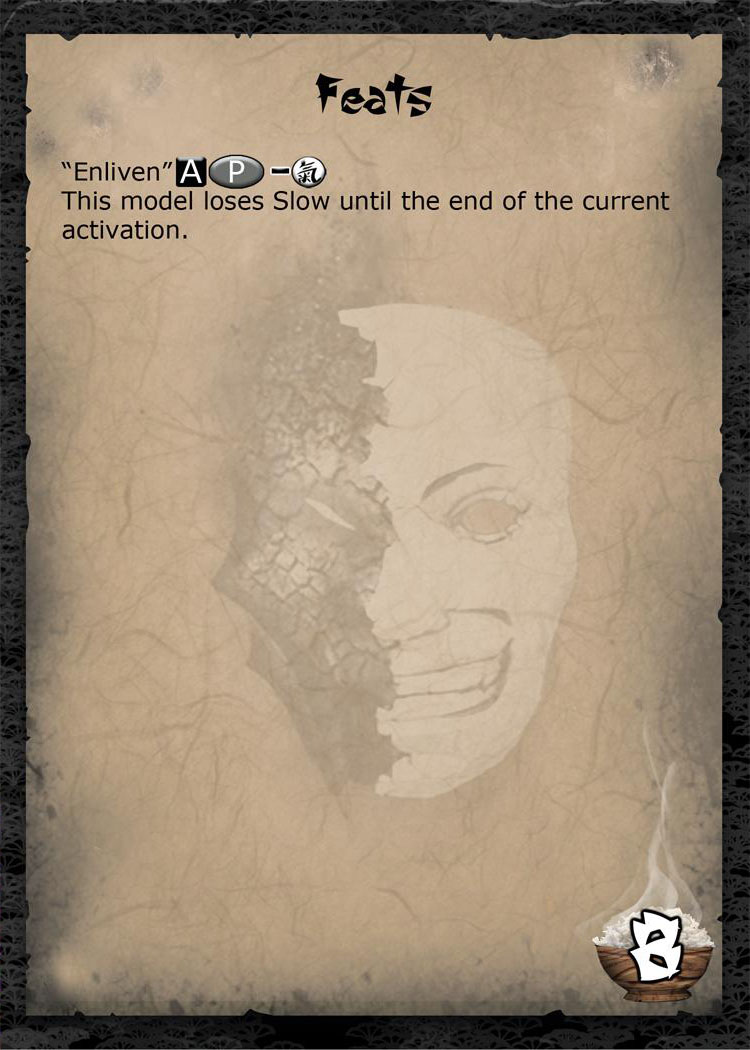 Feats
“Enliven” A P -氣
This model loses Slow until the end of the current
activation.
8